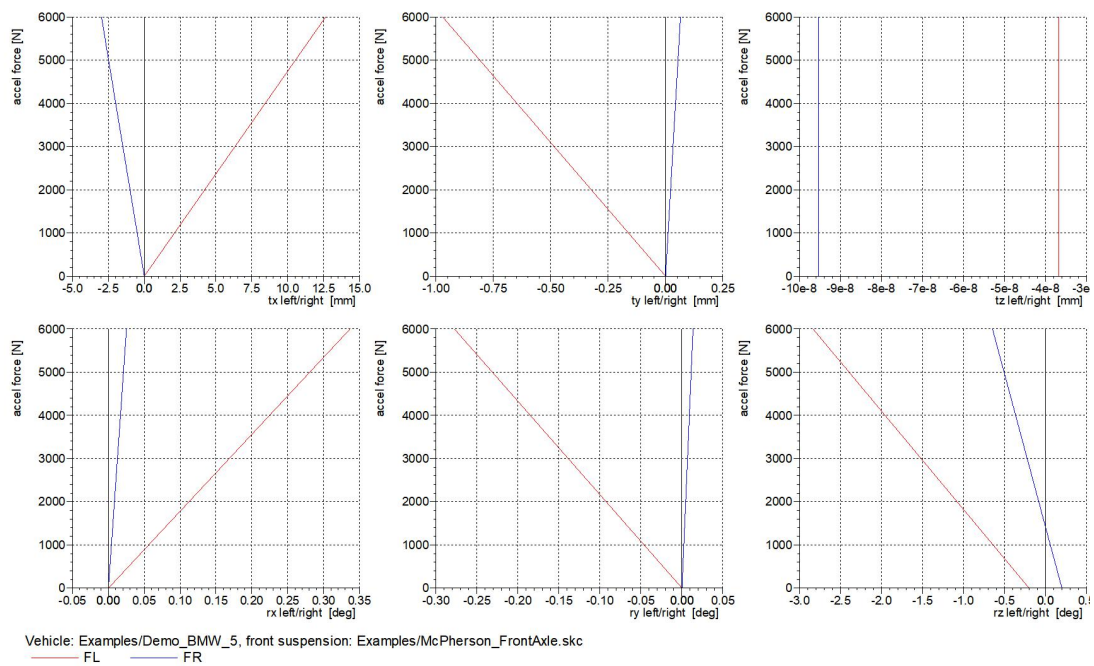 accel force [N]
6000
5000
4000
3000
2000
1000
0
-5.0 -2.5 0.0 2.5 5.0 7.5 10.0 12.5 15.0
tx left/right [mm]
accel force [N]
6000
5000
4000
3000
2000
1000
0
-1.00 -0.75 -0.50 -0.25 0.00 0.25
ty left/right [mm]
accel force [N]
6000
5000
4000
3000
2000
1000
0
-10e-8 -9e-8 -8e-8 -7e-8 -6e-8 -5e-8 -4e-8 -3e
tz left/right [mm]
accel force [N]
6000
5000
4000
3000
2000
1000
0
-0.05 0.00 0.05 0.10 0.15 0.20 0.25 0.30 0.35
rx left/right [deg]
accel force [N]
6000
5000
4000
3000
2000
1000
0
-0.30 -0.25 -0.20 -0.15 -0.10 -0.05 0.00 0.05
ry left/right [deg]
accel force [N]
6000
5000
4000
3000
2000
1000
0
-3.0 -2.5 -2.0 -1.5 -1.0 -0.5 0.0
rz left/right [deg]
Vehicle: Examples/Demo_BMW_5, front suspension: Examples/McPherson_FrontAxle.skc
FL FR